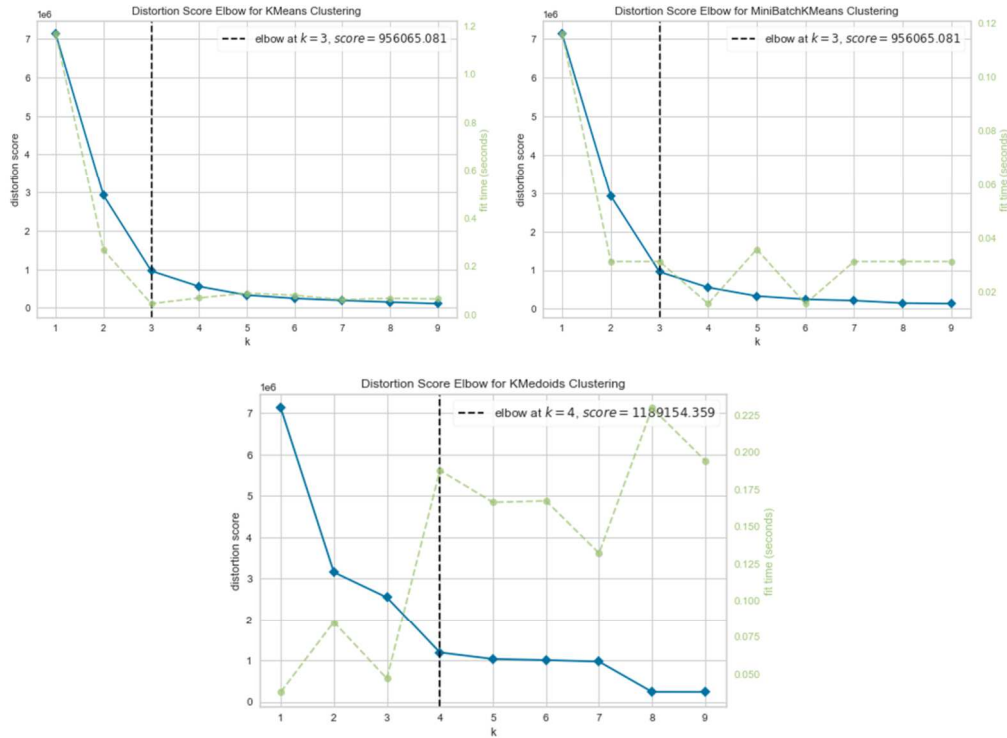 Distortion Score Elbow for KMeans Clustering
1e6
elbow at k = 3, score = 956065.081
7
6
5
4
3
2
1
0
distortion score
1.2
1.0
0.8
0.6
0.4
0.2
0.0
fit time (seconds)
1 2 3 4 5 6 7 8 9
k
Distortion Score Elbow for MiniBatchKMeans Clustering
1e6
elbow at k = 3, score = 956065.081
7
6
5
4
3
2
1
0
distortion score
0.12
0.10
0.08
0.06
0.04
0.02
fit time (seconds)
1 2 3 4 5 6 7 8 9
k
Distortion Score Elbow for KMedoids Clustering
1e6
elbow at k = 4, score = 1189154.359
7
6
5
4
3
2
1
0
distortion score
0.225
0.200
0.175
0.150
0.125
0.100
0.075
0.050
fit time (seconds)
1 2 3 4 5 6 7 8 9
k